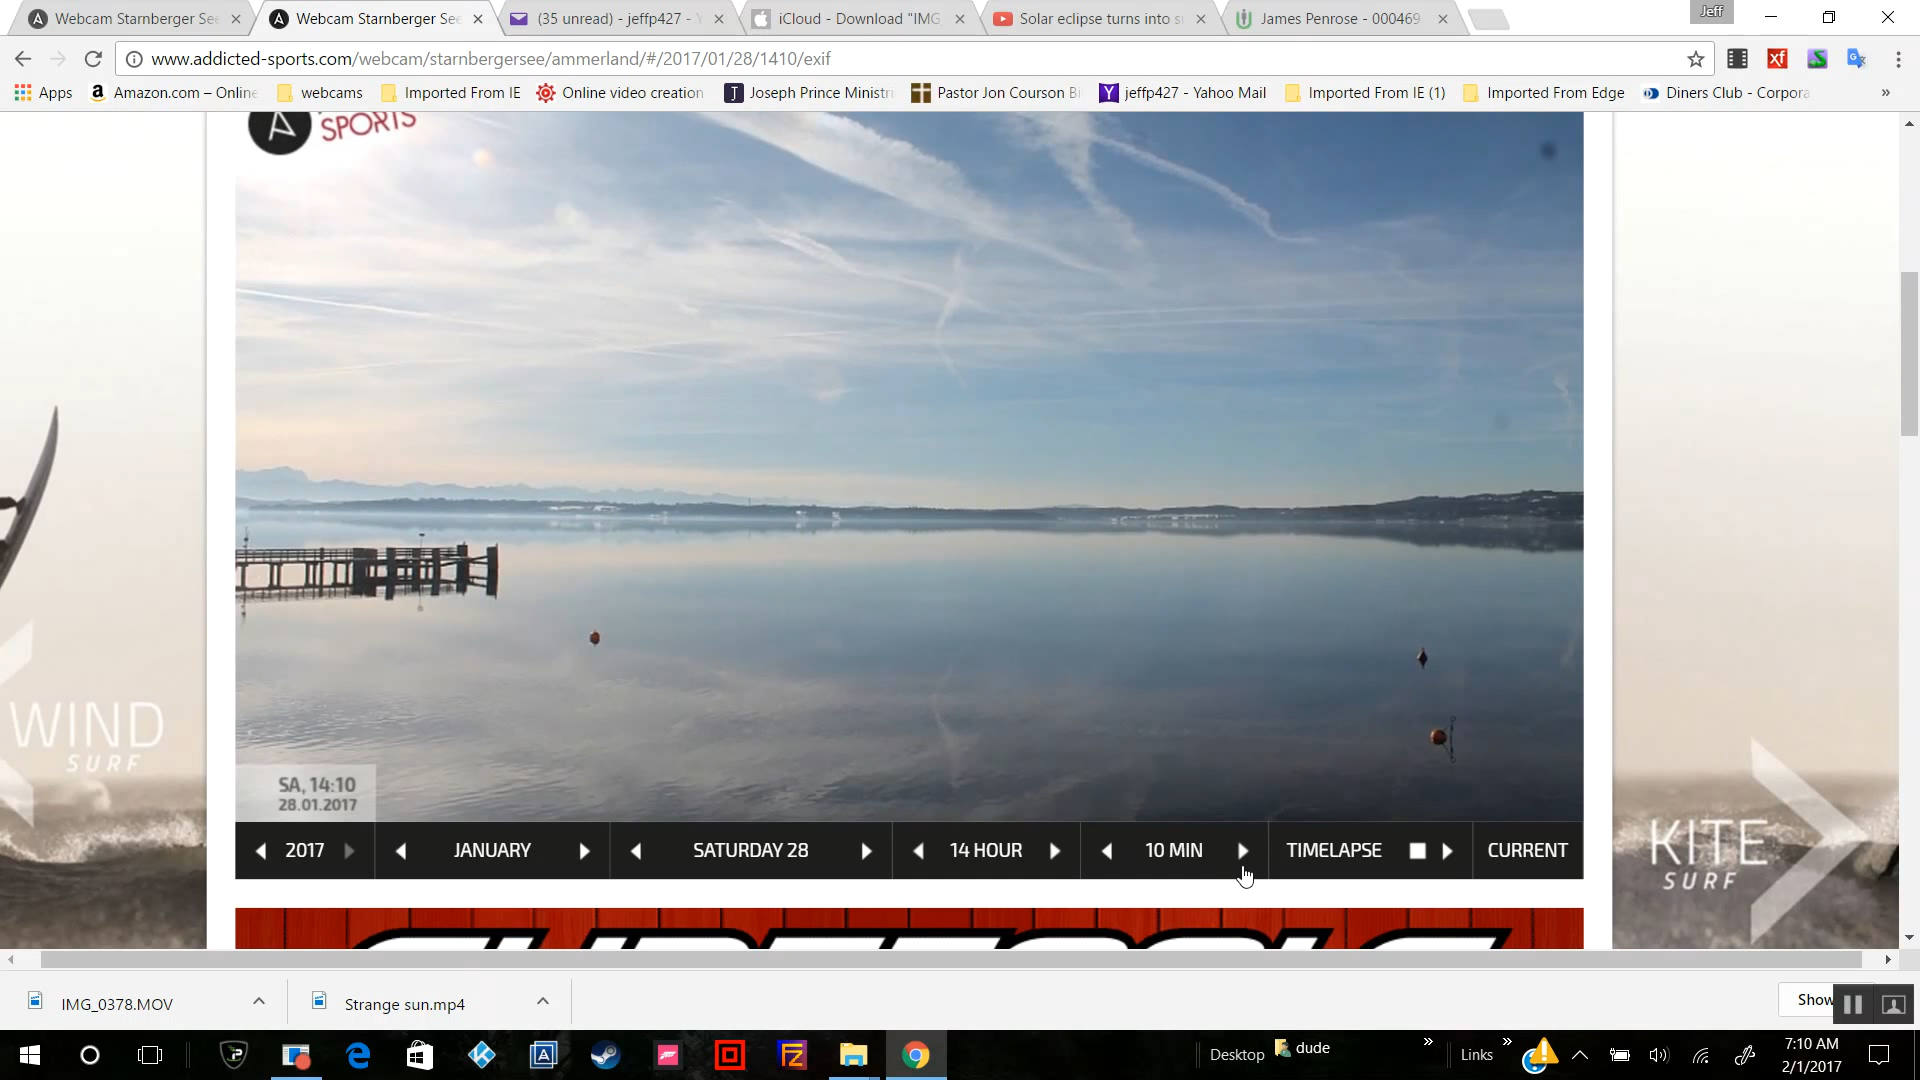 Jeff
Webcam Starnberger See
Webcam Starnberger See
(35 unread) - jeffp427 - Y
iCloud - Download "IMG
Solar eclipse turns into s
James Penrose - 000469
www.addicted-sports.com/webcam/starnbergersee/ammerland/#/2017/01/28/1410/exif
Apps
Amazon.com – Online
webcams
Imported From IE
Online video creation
Joseph Prince Ministri
Pastor Jon Courson Bi
jeffp427 - Yahoo Mail
Imported From IE (1)
Imported From Edge
Diners Club - Corpora
»
SPORTS
WIND
SURF
KITE
SURF
SA, 14:10
28.01.2017
2017
JANUARY
SATURDAY 28
14 HOUR
10 MIN
TIMELAPSE
CURRENT
IMG_0378.MOV
Strange sun.mp4
Show
Desktop
dude
»
Links
»
7:10 AM
2/1/2017